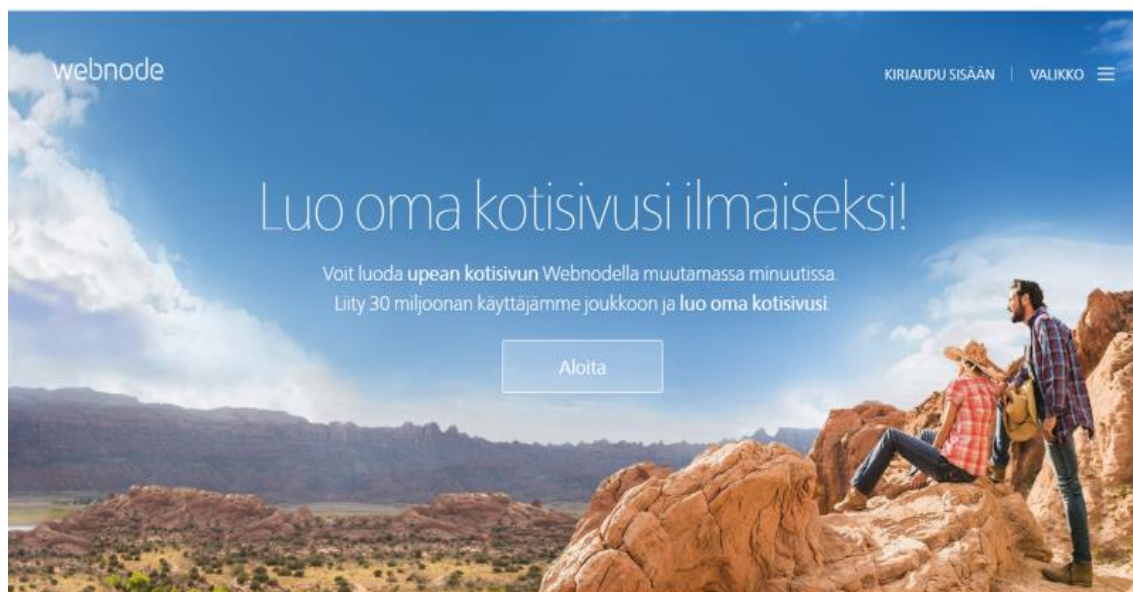 webnode
KIRJAUDU SISÄÄN | VALIKKO
Luo oma kotisivusi ilmaiseksi!
Voit luoda upean kotisivun Webnodella muutamassa minuutissa.
Liity 30 miljoonan käyttäjämme joukkoon ja luo oma kotisivusi.
Aloita